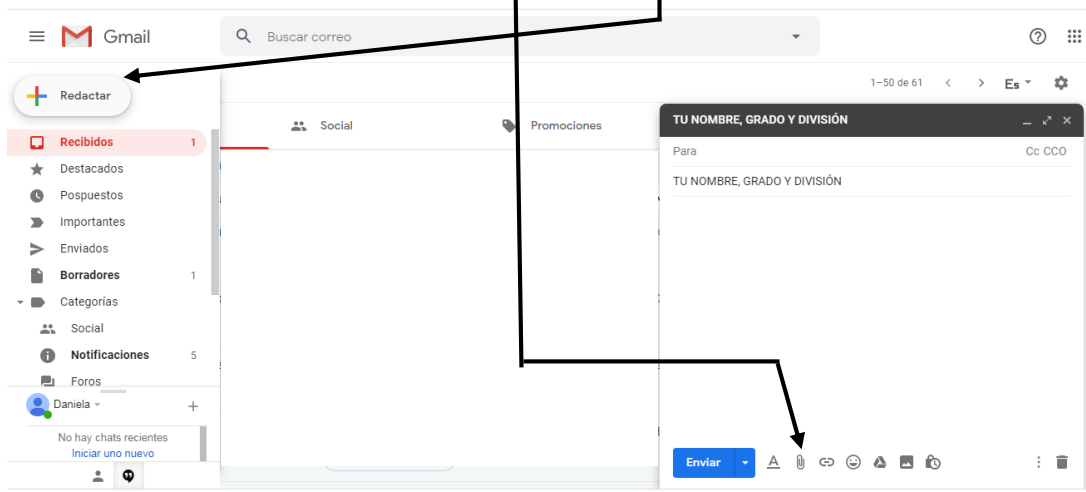 Gmail
Buscar correo
1–50 de 61
Es
Redactar
Social
Promociones
Recibidos 1
Destacados
Pospuestos
Importantes
Enviados
Borradores 1
Categorías
Social
Notificaciones 5
Foros
Daniela
No hay chats recientes
Iniciar uno nuevo
TU NOMBRE, GRADO Y DIVISIÓN
Para Cc CCO
TU NOMBRE, GRADO Y DIVISIÓN
Enviar